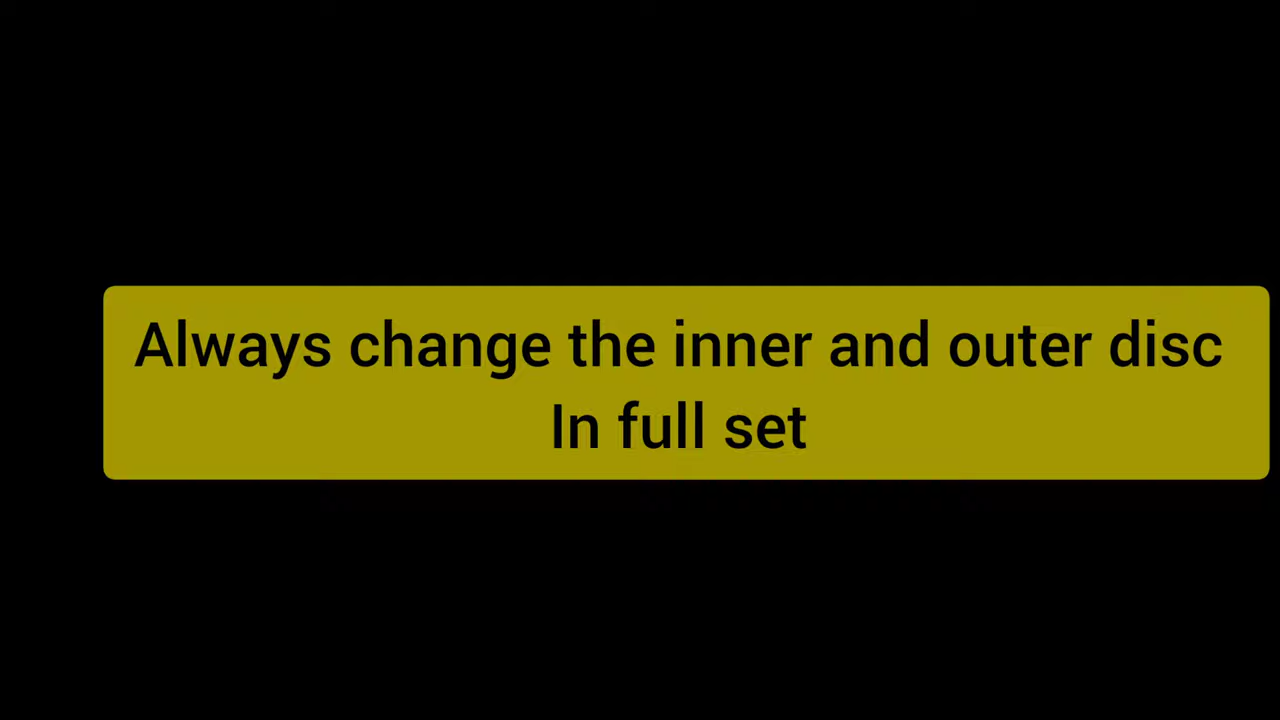 Always change the inner and outer disc
In full set